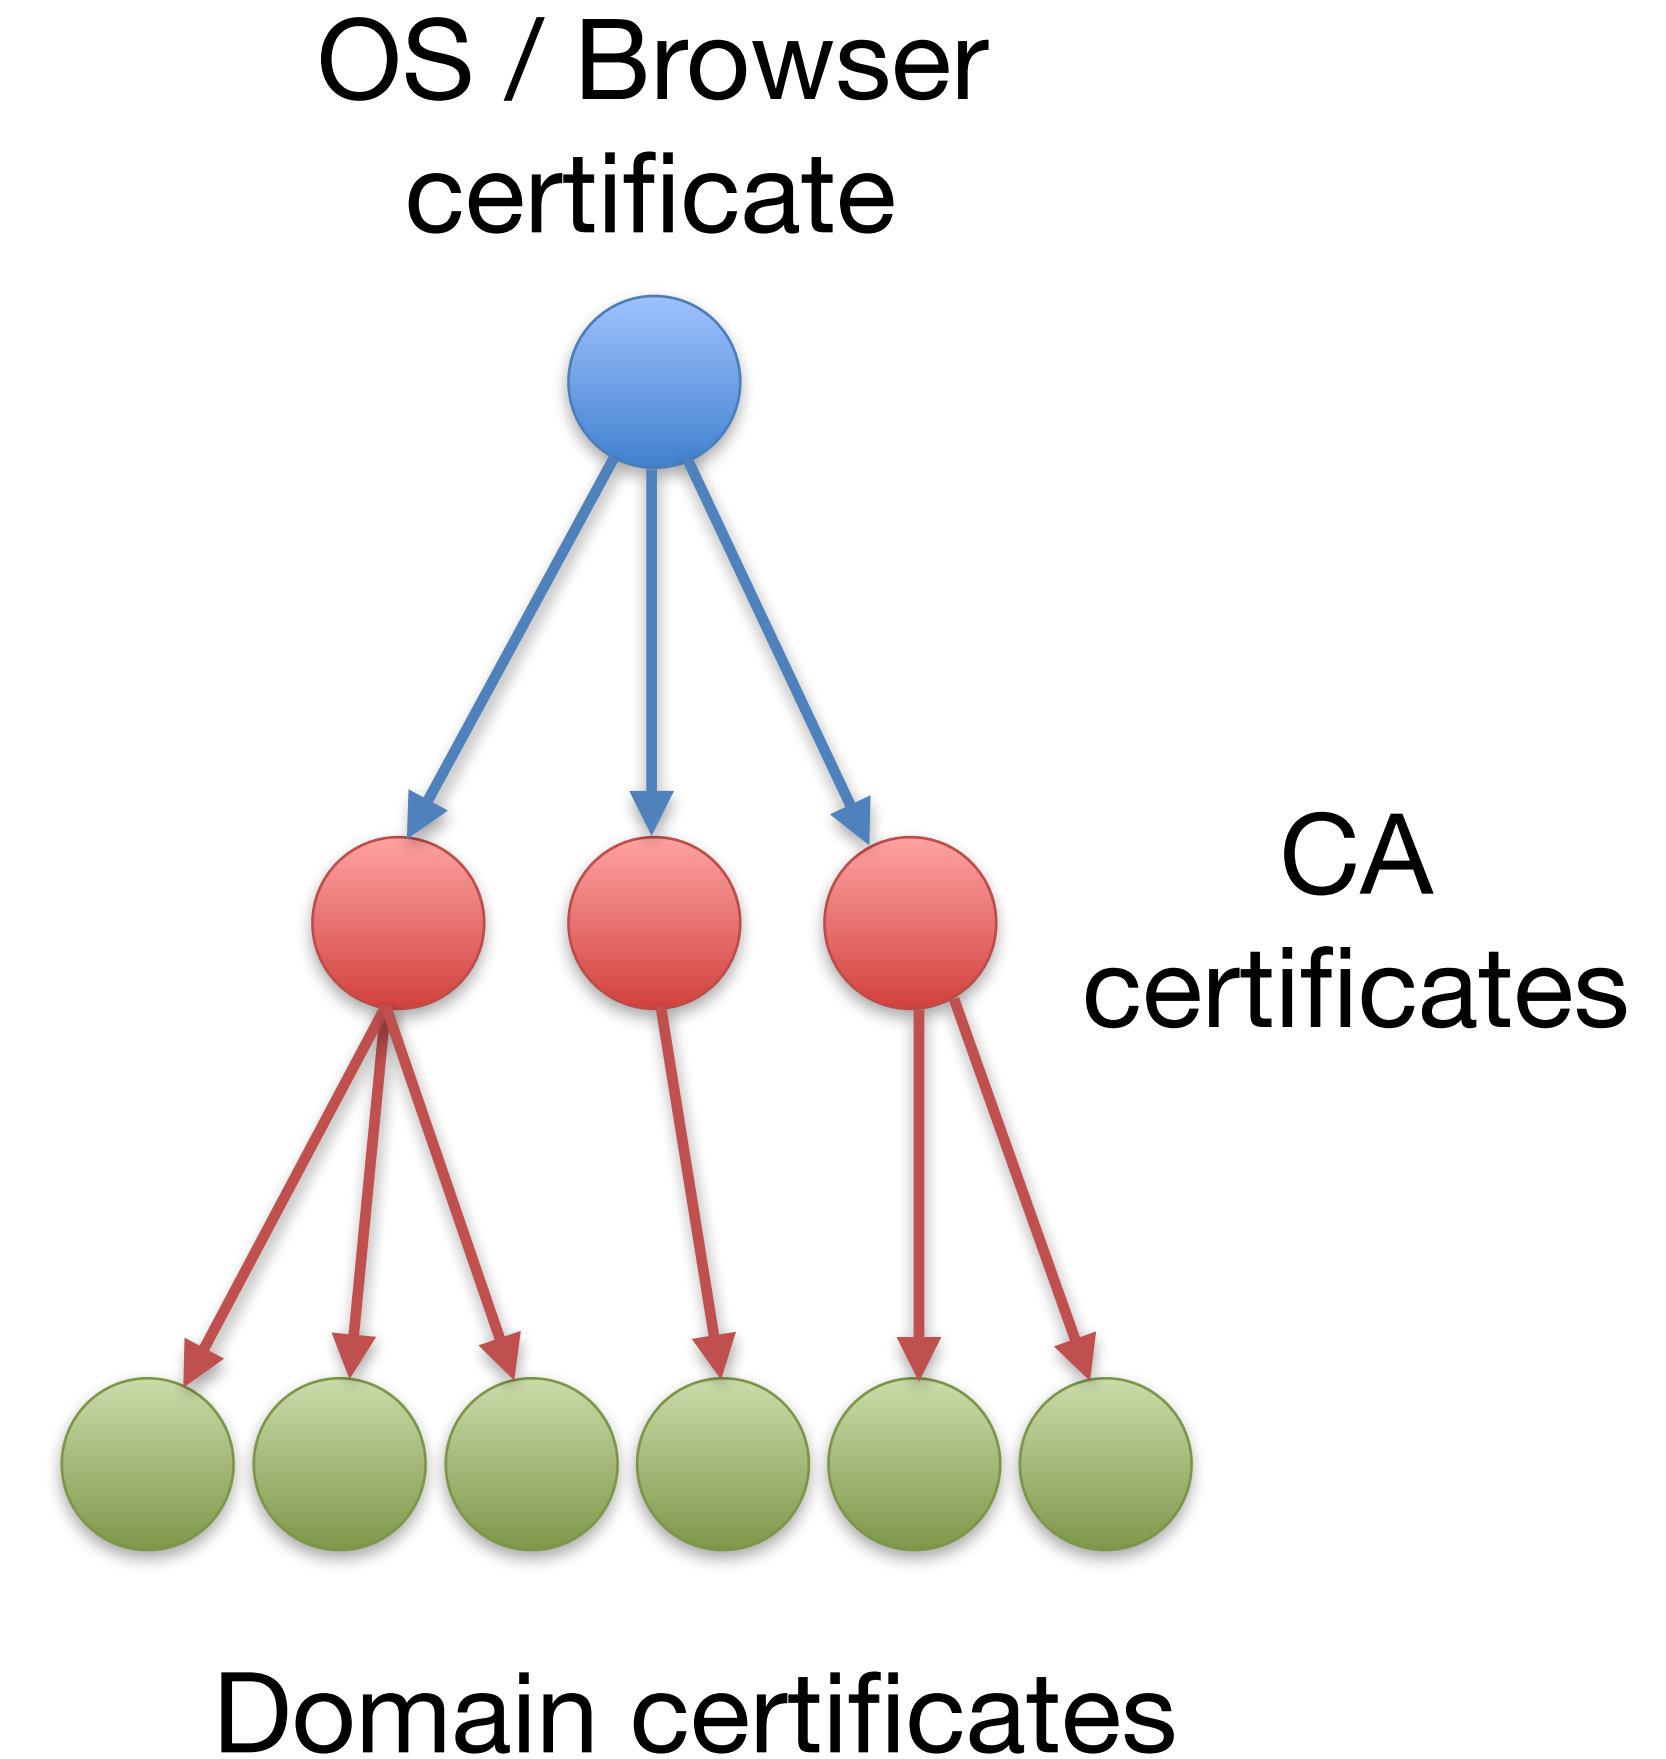 OS / Browser
certificate
CA
certificates
Domain certificates